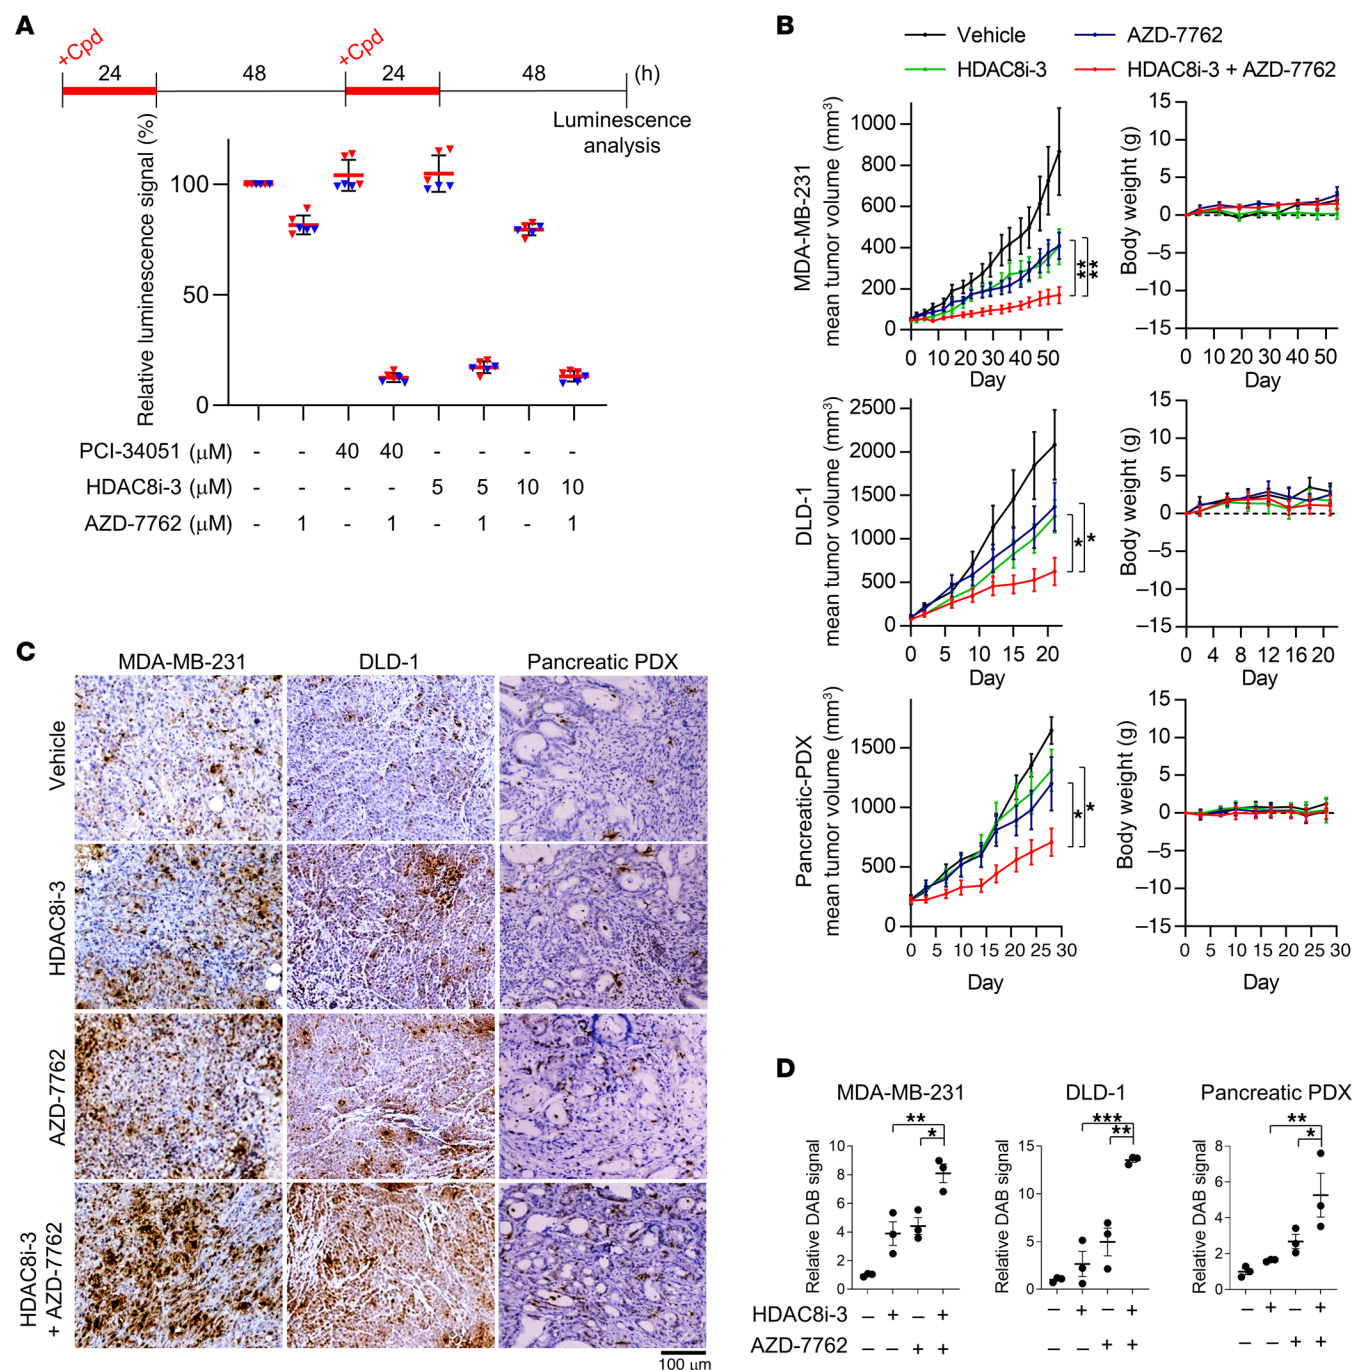 A
+Cpd
+Cpd
24
48
24
48
(h)
Luminescence
analysis
Relative luminescence signal (%)
100
50
0
PCI-34051 (μM) - - 40 40 - - - -
HDAC8i-3 (μM) - - - - 5 5 10 10
AZD-7762 (μM) - 1 - 1 - 1 - 1
B
Vehicle
AZD-7762
HDAC8i-3
HDAC8i-3 + AZD-7762
MDA-MB-231
mean tumor volume (mm³)
1000
800
600
400
200
0
0 10 20 30 40 50
Day
**
**
Body weight (g)
15
10
5
0
–5
–10
–15
0 10 20 30 40 50
Day
DLD-1
mean tumor volume (mm³)
2500
2000
1500
1000
500
0
0 5 10 15 20
Day
*
*
Body weight (g)
15
10
5
0
–5
–10
–15
0 4 8 12 16 20
Day
Pancreatic-PDX
mean tumor volume (mm³)
1500
1000
500
0
0 5 10 15 20 25 30
Day
*
*
Body weight (g)
15
10
5
0
–5
–10
–15
0 5 10 15 20 25 30
Day
C
MDA-MB-231
DLD-1
Pancreatic PDX
Vehicle
HDAC8i-3
AZD-7762
HDAC8i-3
+ AZD-7762
100 μm
D
MDA-MB-231
**
*
Relative DAB signal
10
8
6
4
2
0
DLD-1
***
**
Relative DAB signal
15
10
5
0
Pancreatic PDX
**
*
Relative DAB signal
8
6
4
2
0
HDAC8i-3 – + – + – + – + – + – +
AZD-7762 – – + + – – + + – – + +